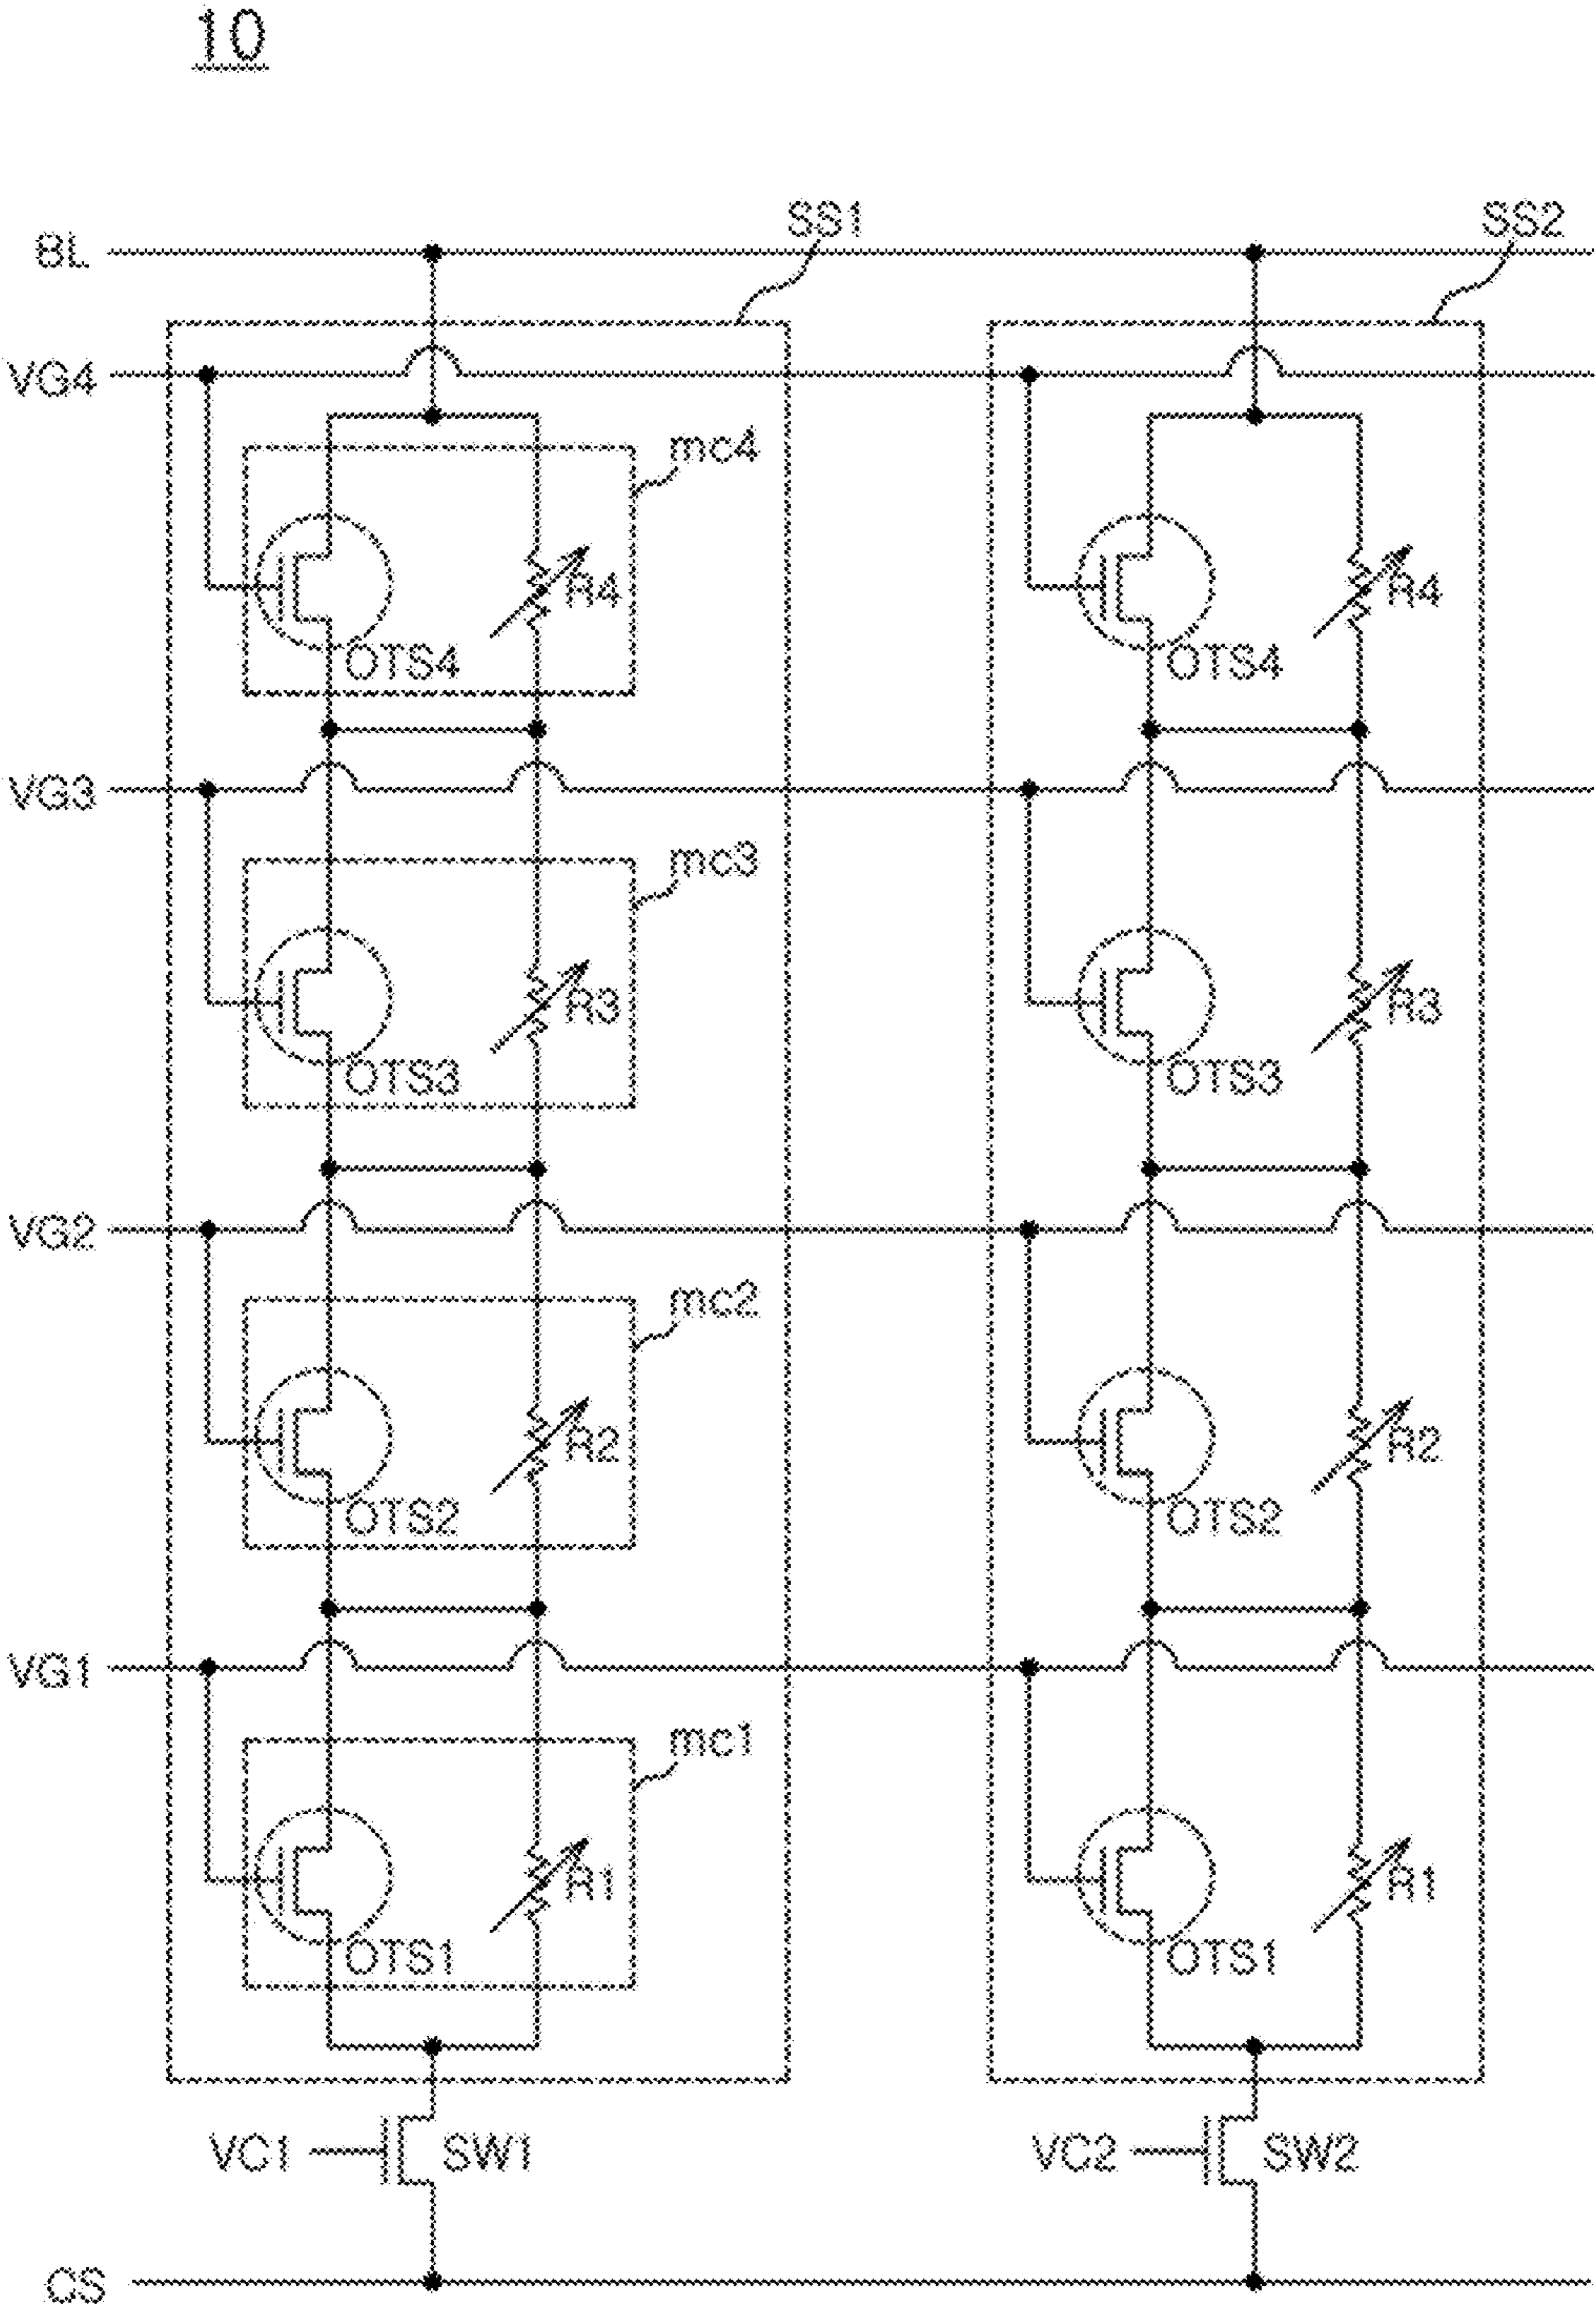 10
SS1 SS2
BL
VG4
mc4
R4 R4
OTS4 OTS4
VG3
mc3
R3 R3
OTS3 OTS3
VG2
mc2
R2 R2
OTS2 OTS2
VG1
mc1
R1 R1
OTS1 OTS1
VC1 SW1 VC2 SW2
CS